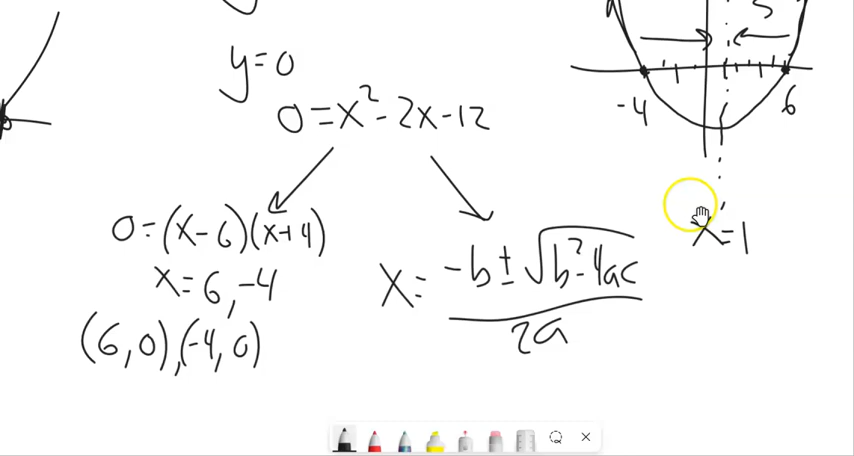 y=0
0=x²-2x-12
-4
6
0=(x-6)(x+4)
x=6,-4
(6,0),(-4,0)
x=\frac{-b±√(b²-4ac)}{2a}
x=1